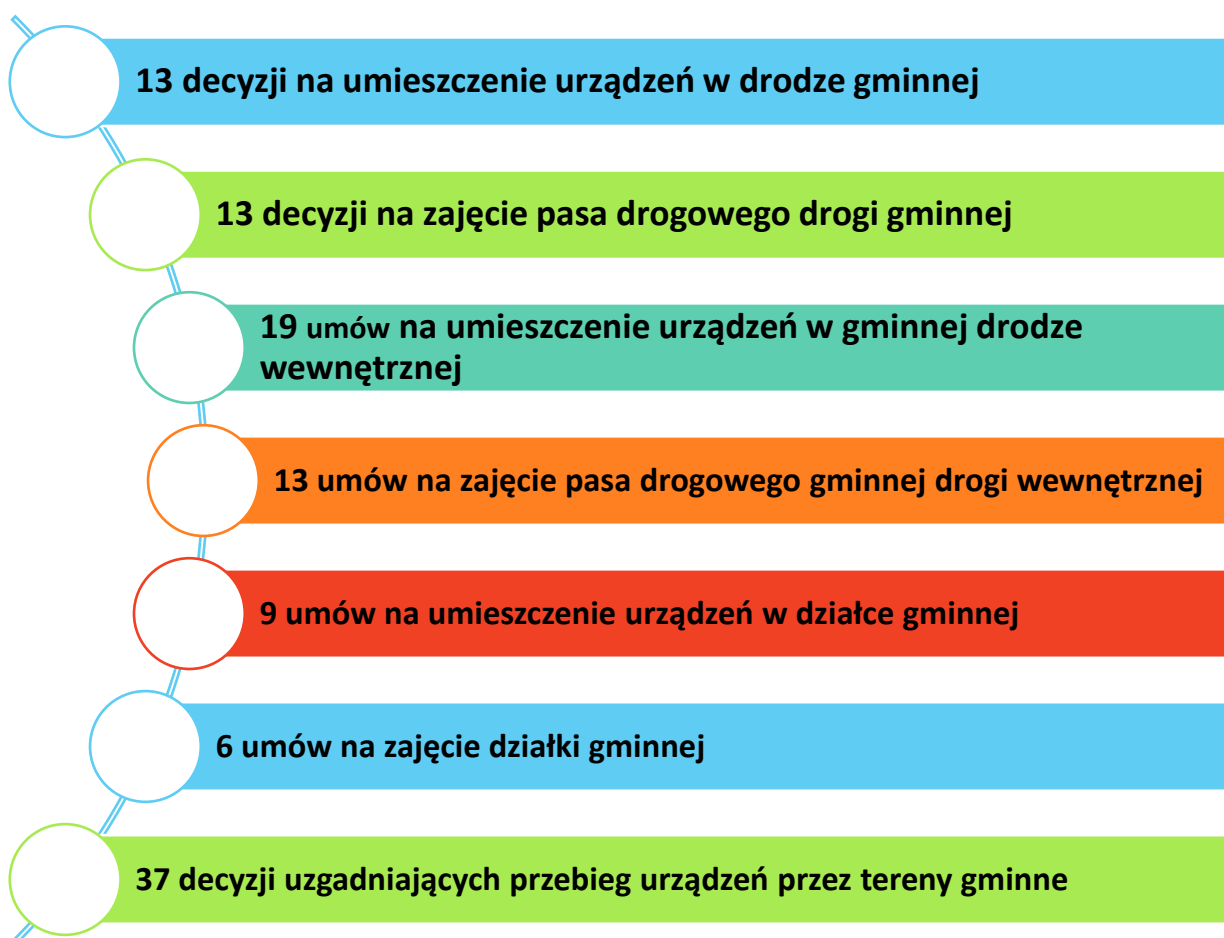 13 decyzji na umieszczenie urządzeń w drodze gminnej
13 decyzji na zajęcie pasa drogowego drogi gminnej
19 umów na umieszczenie urządzeń w gminnej drodze
wewnętrznej
13 umów na zajęcie pasa drogowego gminnej drogi wewnętrznej
9 umów na umieszczenie urządzeń w działce gminnej
6 umów na zajęcie działki gminnej
37 decyzji uzgadniających przebieg urządzeń przez tereny gminne